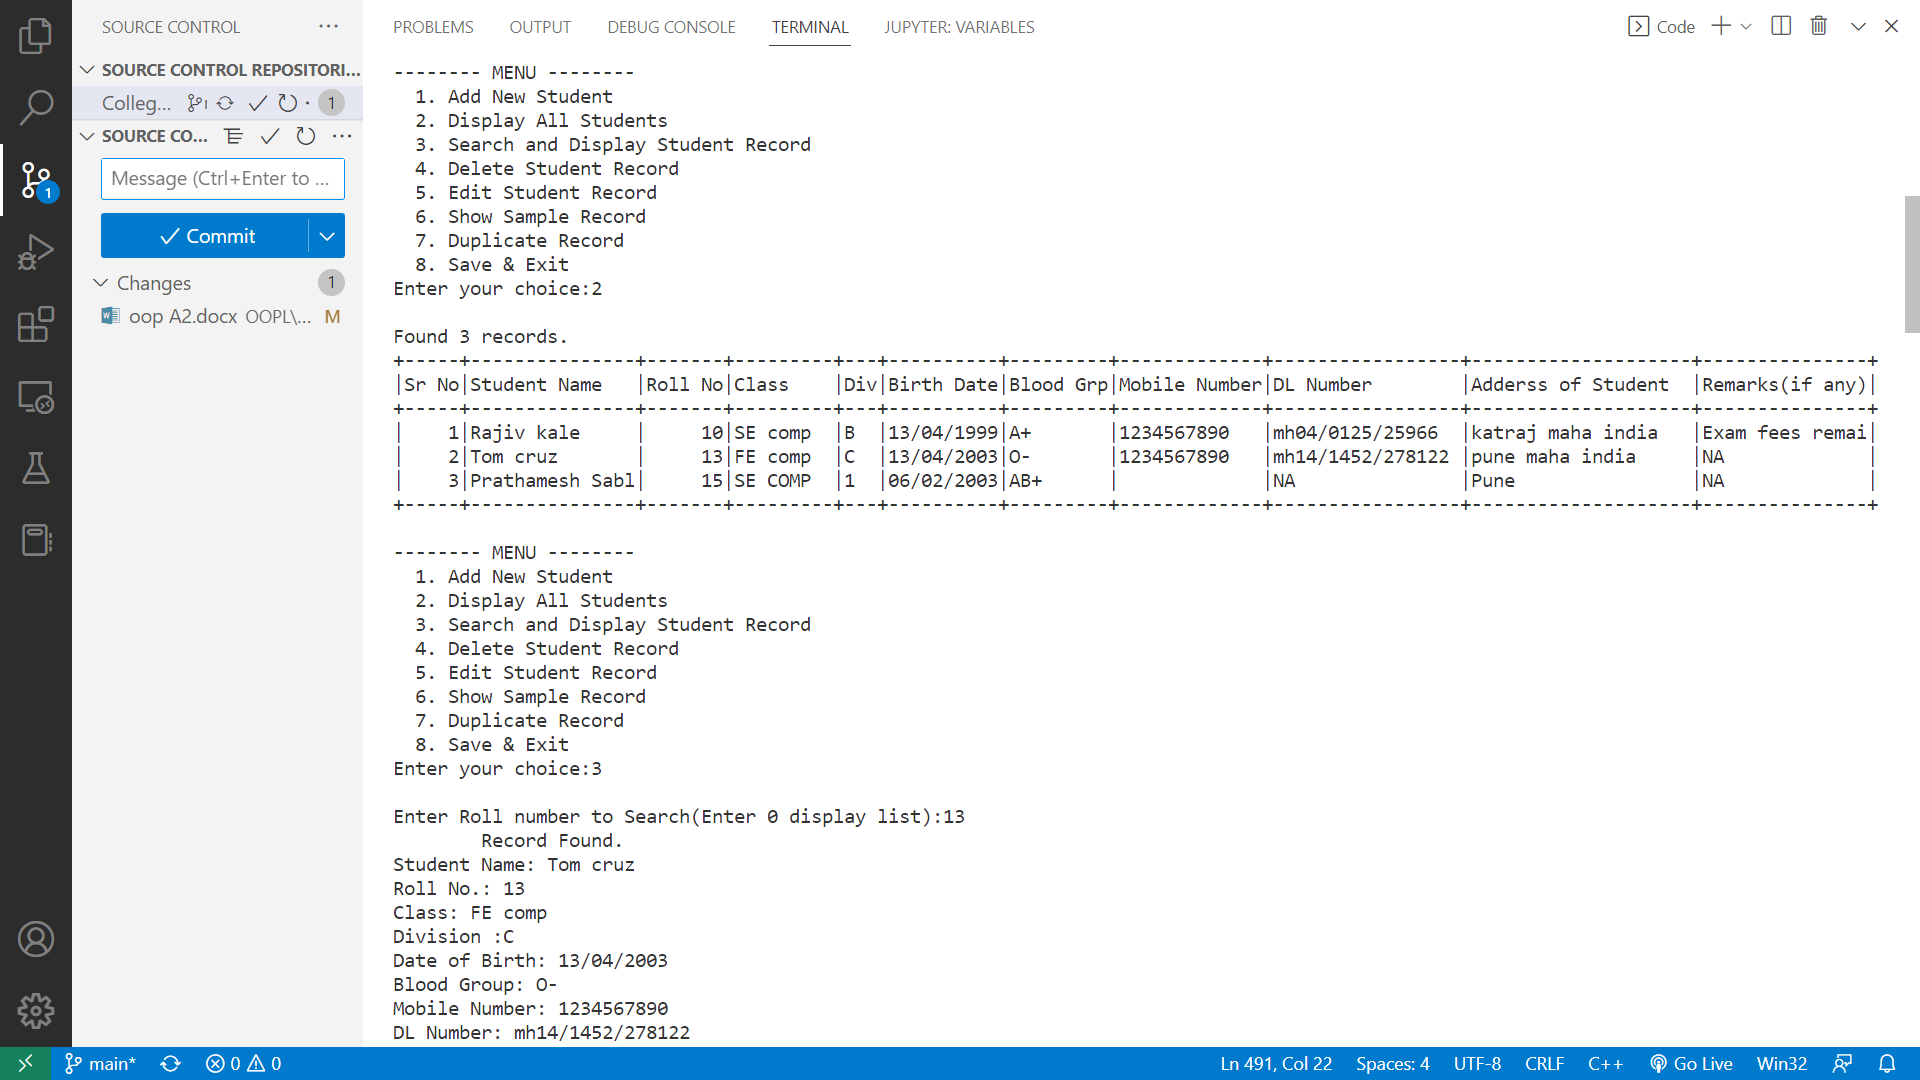 SOURCE CONTROL
SOURCE CONTROL REPOSITORI...
Colleg... 1
SOURCE CO...
1
Message (Ctrl+Enter to ...
Commit
Changes 1
oop A2.docx OOPL\... M
PROBLEMS OUTPUT DEBUG CONSOLE TERMINAL JUPYTER: VARIABLES Code
-------- MENU --------
1. Add New Student
2. Display All Students
3. Search and Display Student Record
4. Delete Student Record
5. Edit Student Record
6. Show Sample Record
7. Duplicate Record
8. Save & Exit
Enter your choice:2
Found 3 records.
+-----+---------------+-------+---------+---+----------+---------+-------------+-----------------+--------------------+---------------+
|Sr No|Student Name   |Roll No|Class    |Div|Birth Date|Blood Grp|Mobile Number|DL Number        |Adderss of Student  |Remarks(if any)|
+-----+---------------+-------+---------+---+----------+---------+-------------+-----------------+--------------------+---------------+
|    1|Rajiv kale     |     10|SE comp  |B  |13/04/1999|A+       |1234567890   |mh04/0125/25966  |katraj maha india   |Exam fees remai|
|    2|Tom cruz       |     13|FE comp  |C  |13/04/2003|O-       |1234567890   |mh14/1452/278122 |pune maha india     |NA             |
|    3|Prathamesh Sabl|     15|SE COMP  |1  |06/02/2003|AB+      |             |NA               |Pune                |NA             |
+-----+---------------+-------+---------+---+----------+---------+-------------+-----------------+--------------------+---------------+
-------- MENU --------
1. Add New Student
2. Display All Students
3. Search and Display Student Record
4. Delete Student Record
5. Edit Student Record
6. Show Sample Record
7. Duplicate Record
8. Save & Exit
Enter your choice:3
Enter Roll number to Search(Enter 0 display list):13
Record Found.
Student Name: Tom cruz
Roll No.: 13
Class: FE comp
Division :C
Date of Birth: 13/04/2003
Blood Group: O-
Mobile Number: 1234567890
DL Number: mh14/1452/278122
main* 0 0 Ln 491, Col 22 Spaces: 4 UTF-8 CRLF C++ Go Live Win32